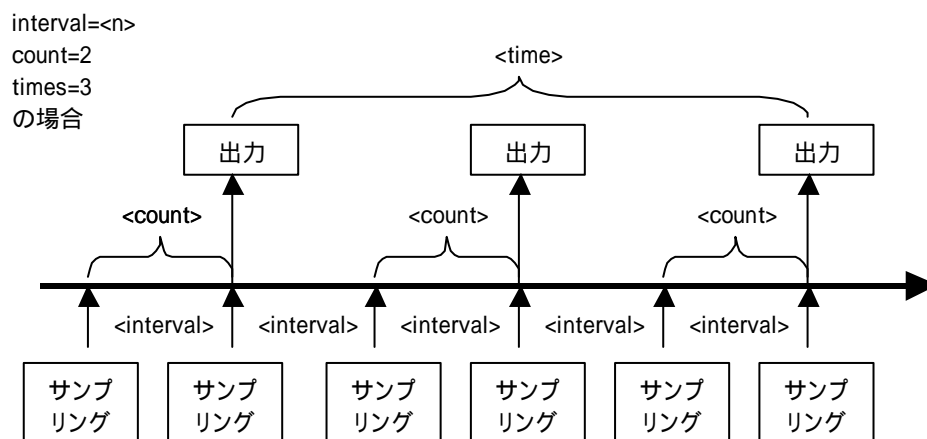 interval=<n>
count=2
times=3
の場合
<time>
出力
出力
出力
<count>
<count>
<count>
<interval>
<interval>
<interval>
<interval>
<interval>
サンプ
リング
サンプ
リング
サンプ
リング
サンプ
リング
サンプ
リング
サンプ
リング